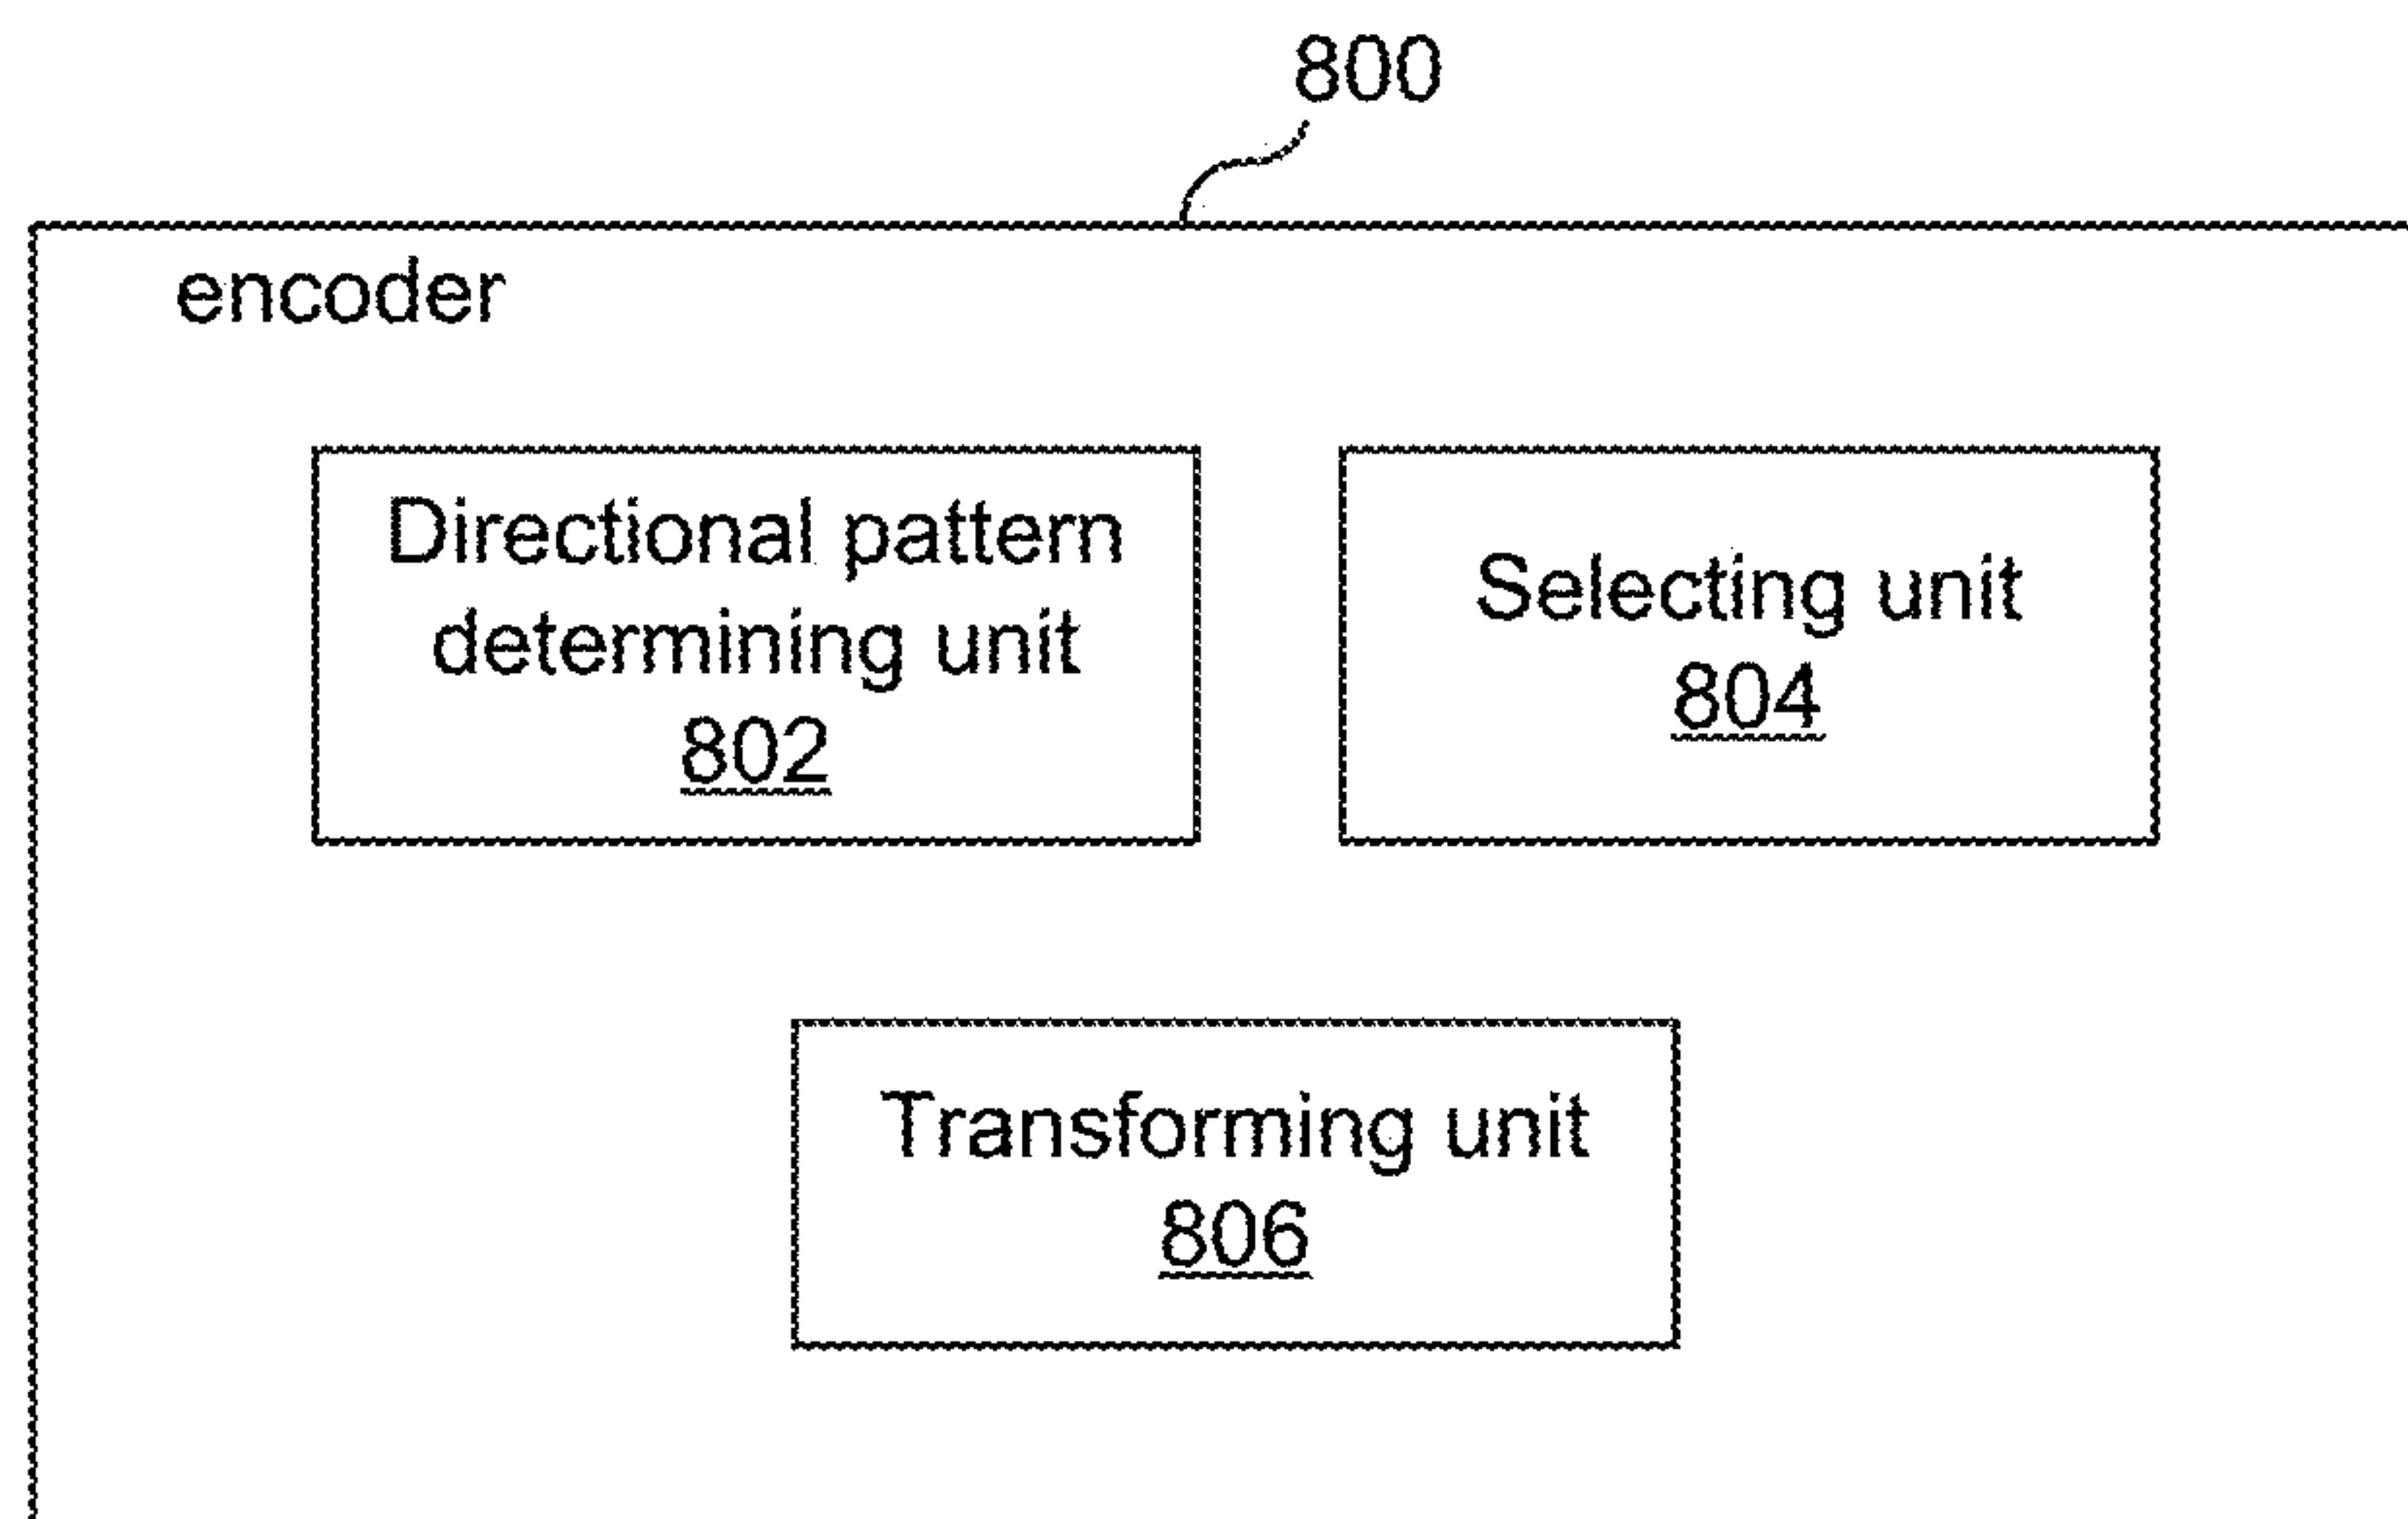 800
encoder
Directional pattern
determining unit
802
Selecting unit
804
Transforming unit
806